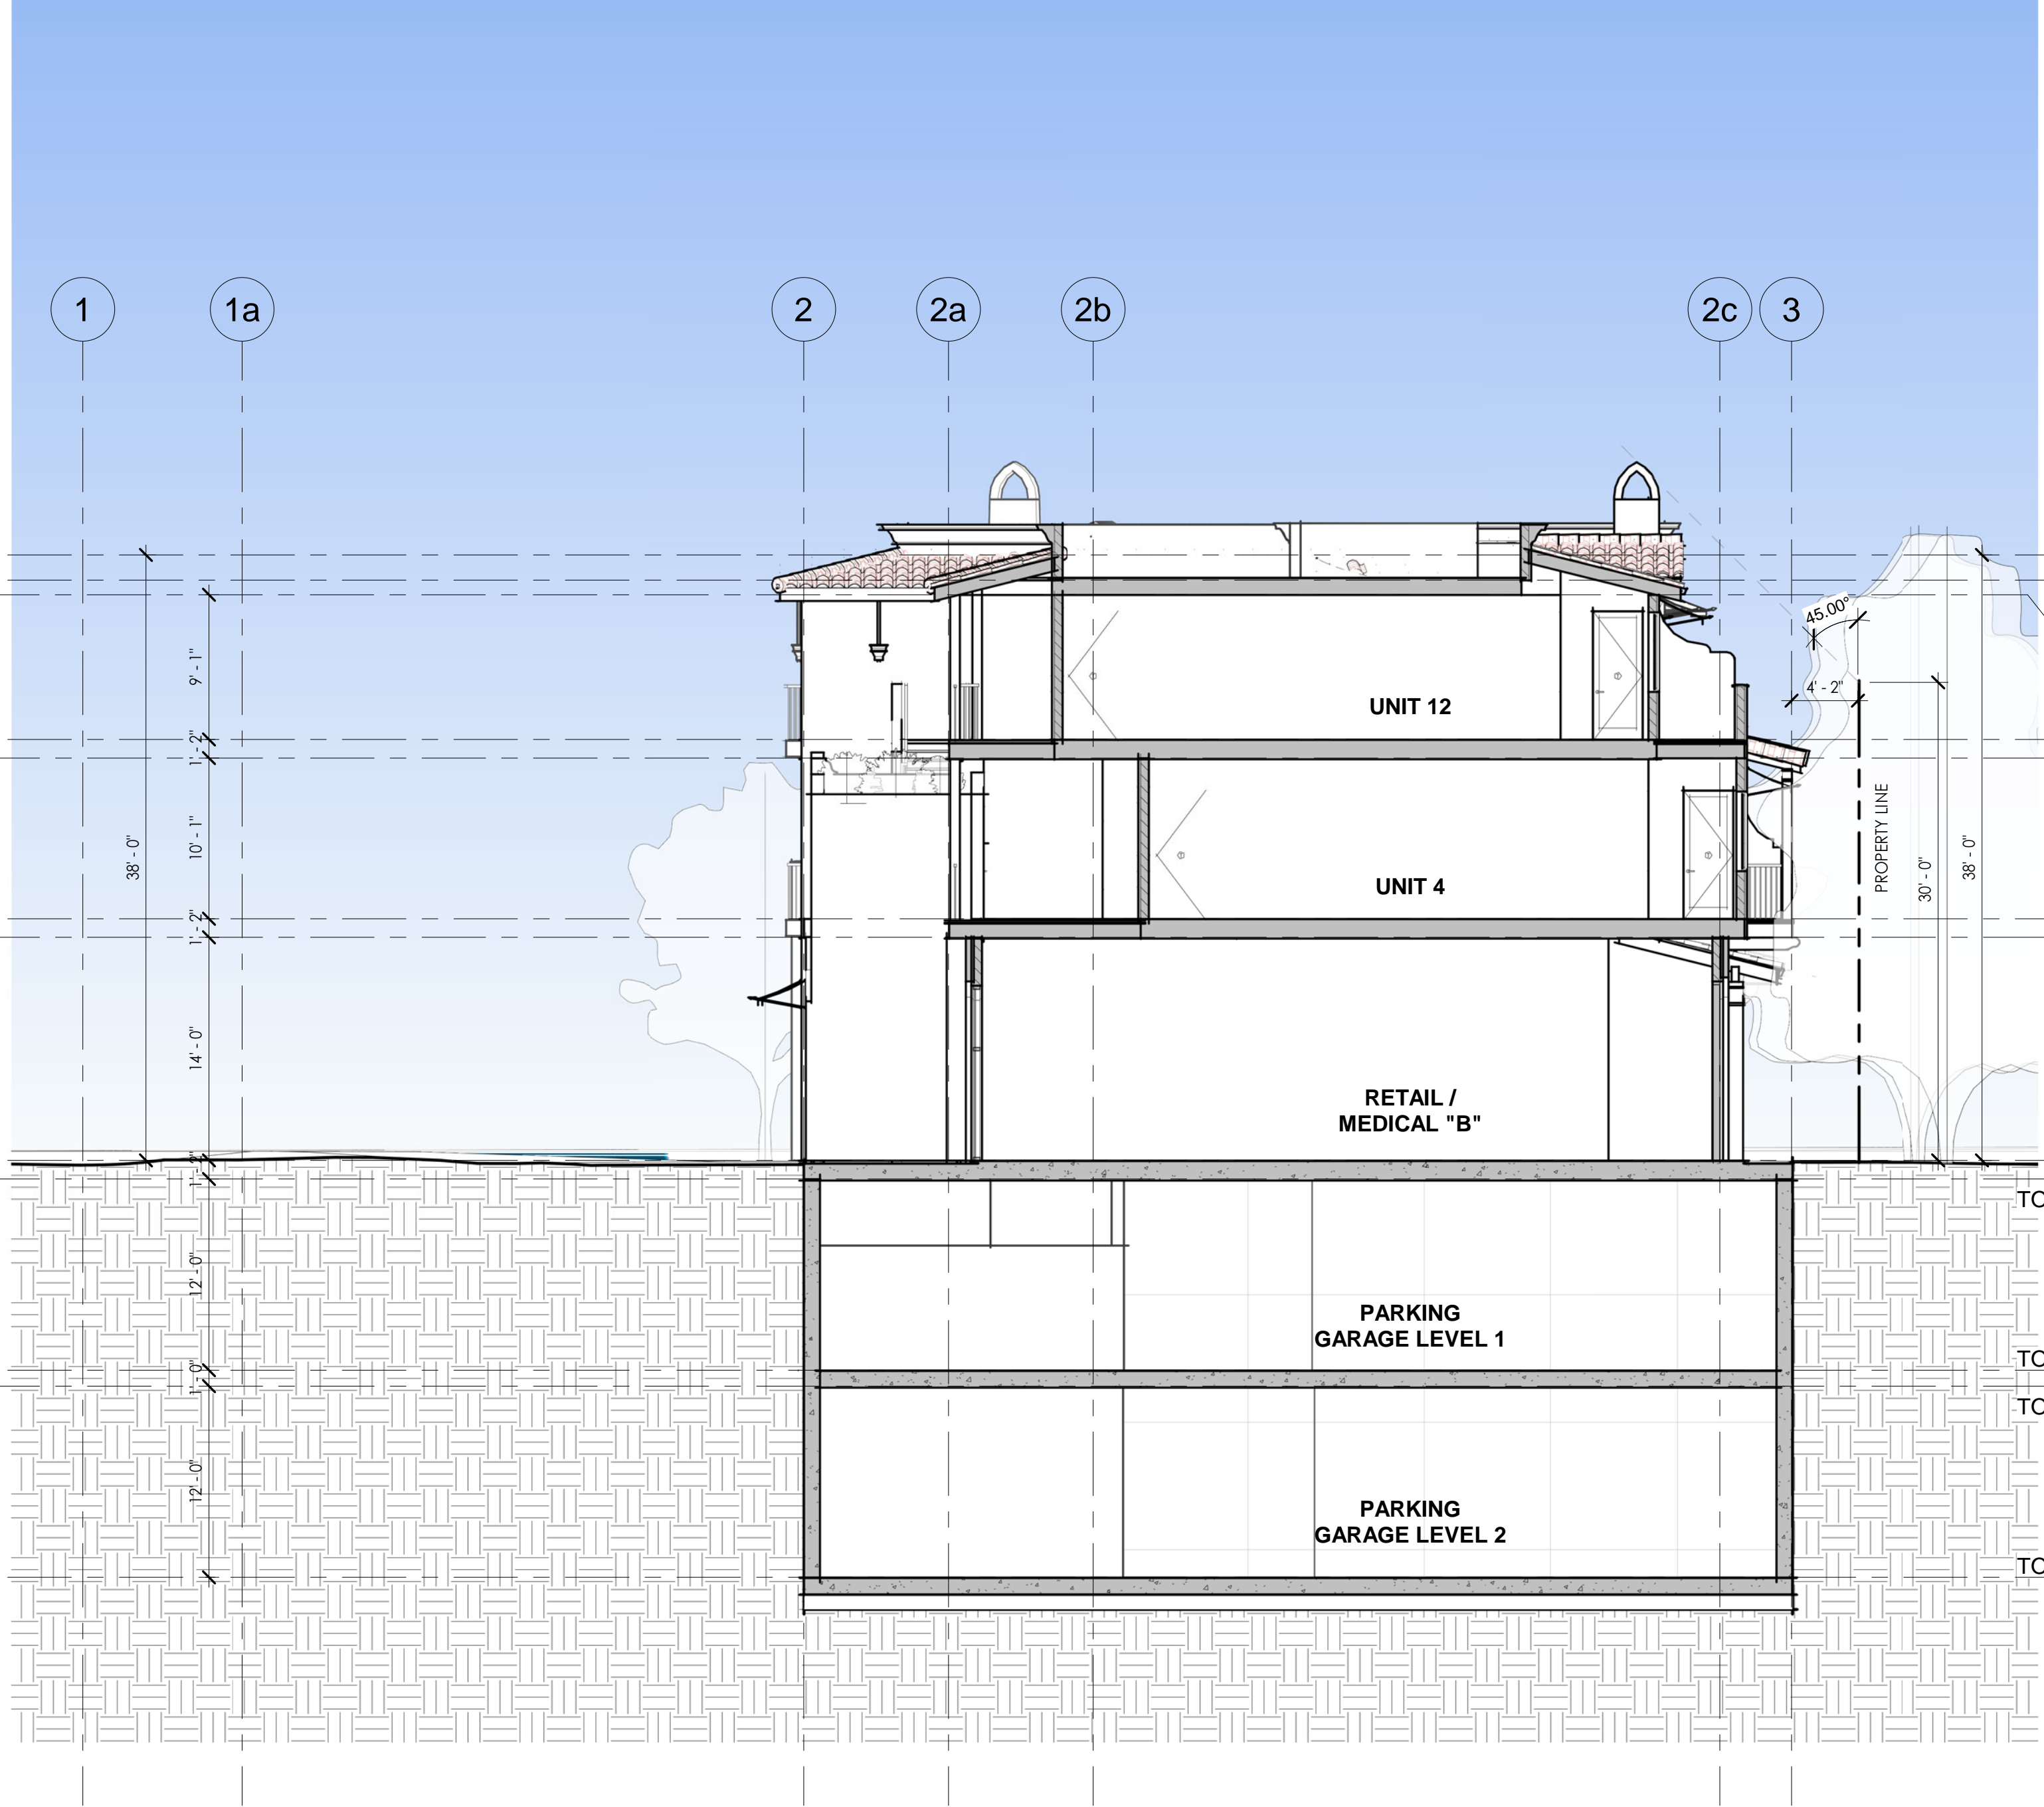 1
1a
2
2a
2b
2c
3
45.00°
4' - 2"
9' - 1"
1' - 2"
10' - 1"
1' - 2"
14' - 0"
1' - 2"
12' - 0"
1' - 0"
12' - 0"
38' - 0"
UNIT 12
UNIT 4
RETAIL /
MEDICAL "B"
PARKING
GARAGE LEVEL 1
PARKING
GARAGE LEVEL 2
PROPERTY LINE
30' - 0"
38' - 0"
TO
TO
TO
TO